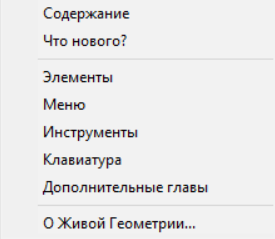 Содержание
Что нового?
Элементы
Меню
Инструменты
Клавиатура
Дополнительные главы
О Живой Геометрии...